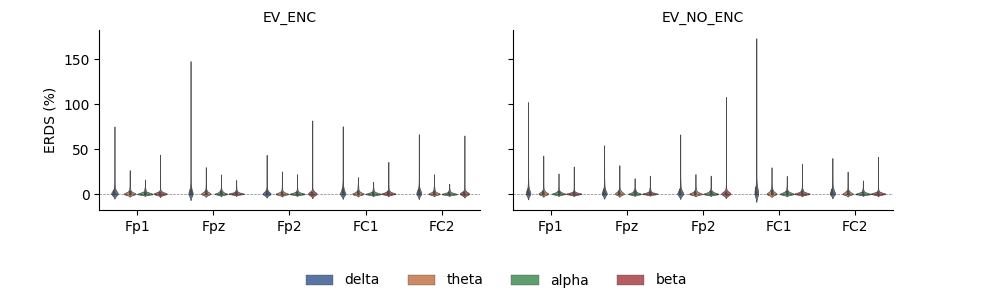 EV_ENC
EV_NO_ENC
ERDS (%)
150
100
50
0
Fp1 Fpz Fp2 FC1 FC2
Fp1 Fpz Fp2 FC1 FC2
delta theta alpha beta